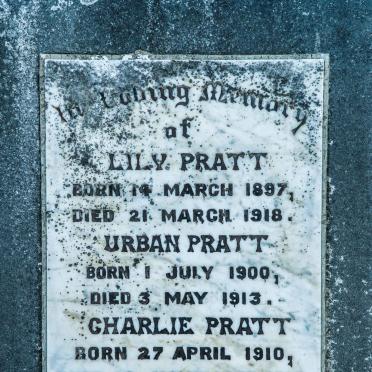 In Loving Memory
of
LILY PRATT
BORN 14 MARCH 1897,
DIED 21 MARCH 1918.
URBAN PRATT
BORN 1 JULY 1900,
DIED 3 MAY 1913.
CHARLIE PRATT
BORN 27 APRIL 1910,